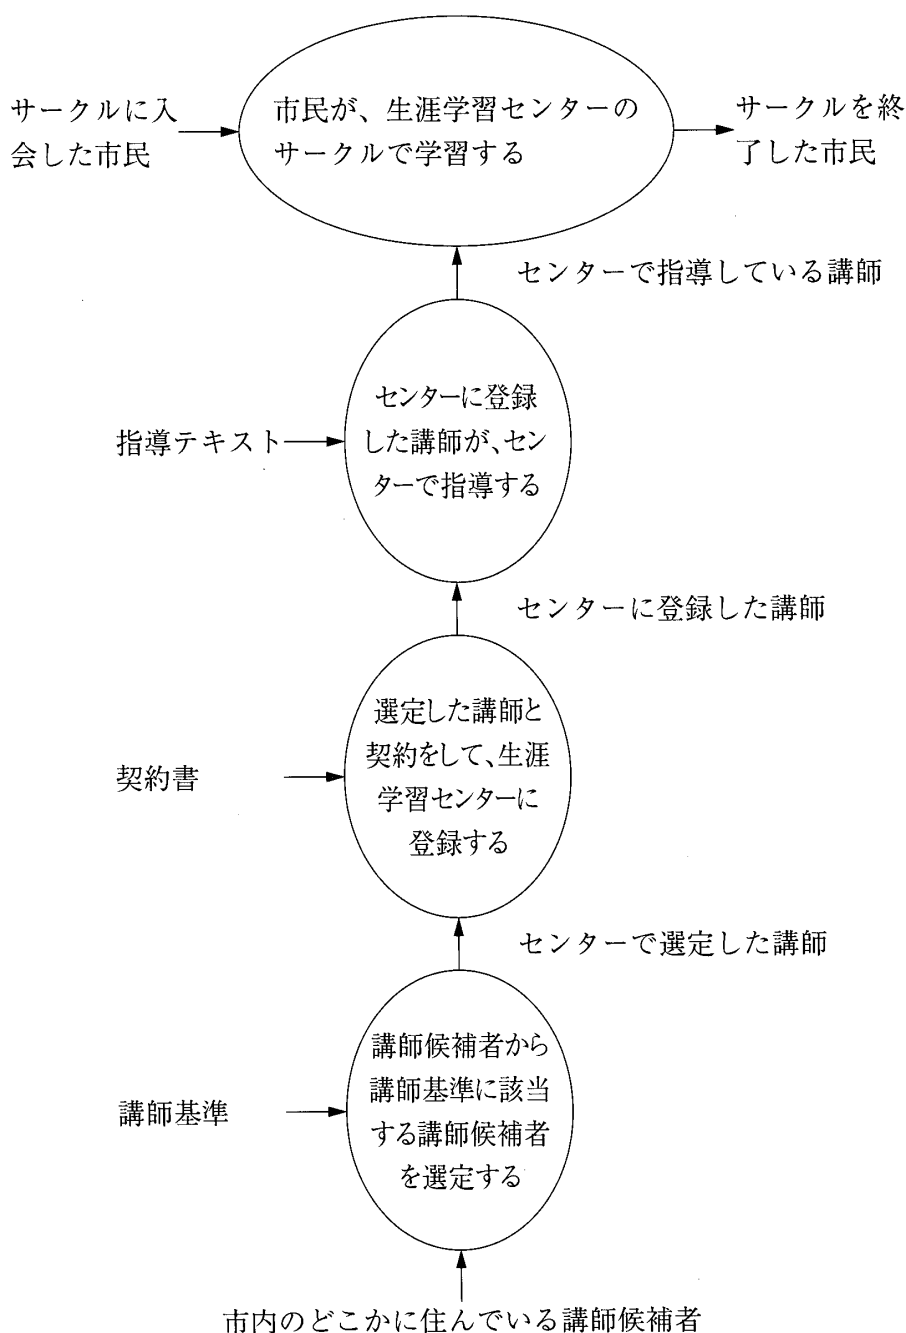 サークルに入
会した市民
市民が、生涯学習センターの
サークルで学習する
サークルを終
了した市民
センターで指導している講師
センターに登録
した講師が、セン
ターで指導する
指導テキスト
センターに登録した講師
選定した講師と
契約をして、生涯
学習センターに
登録する
契約書
センターで選定した講師
講師候補者から
講師基準に該当
する講師候補者
を選定する
講師基準
市内のどこかに住んでいる講師候補者